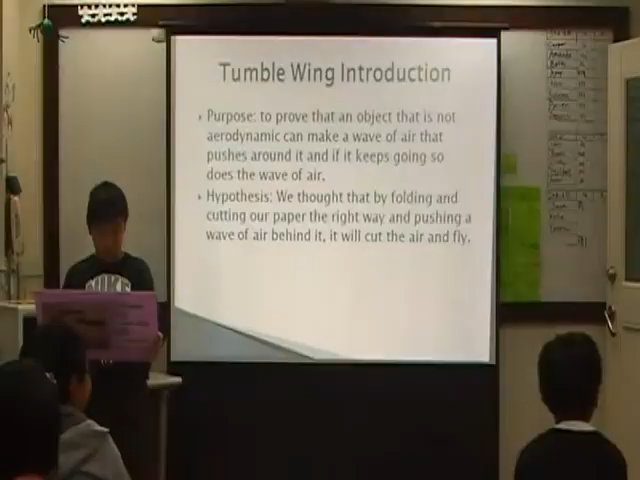 Tumble Wing Introduction
Purpose: to prove that an object that is not
aerodynamic can make a wave of air that
pushes around it and if it keeps going so
does the wave of air.
Hypothesis: We thought that by folding and
cutting our paper the right way and pushing a
wave of air behind it, it will cut the air and fly.
NIKE